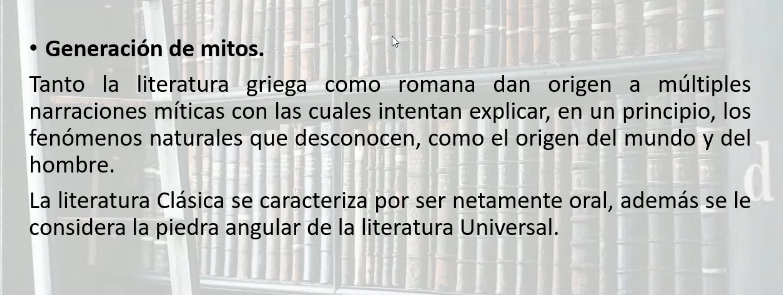 • Generación de mitos.
Tanto la literatura griega como romana dan origen a múltiples
narraciones míticas con las cuales intentan explicar, en un principio, los
fenómenos naturales que desconocen, como el origen del mundo y del
hombre.
La literatura Clásica se caracteriza por ser netamente oral, además se le
considera la piedra angular de la literatura Universal.
d